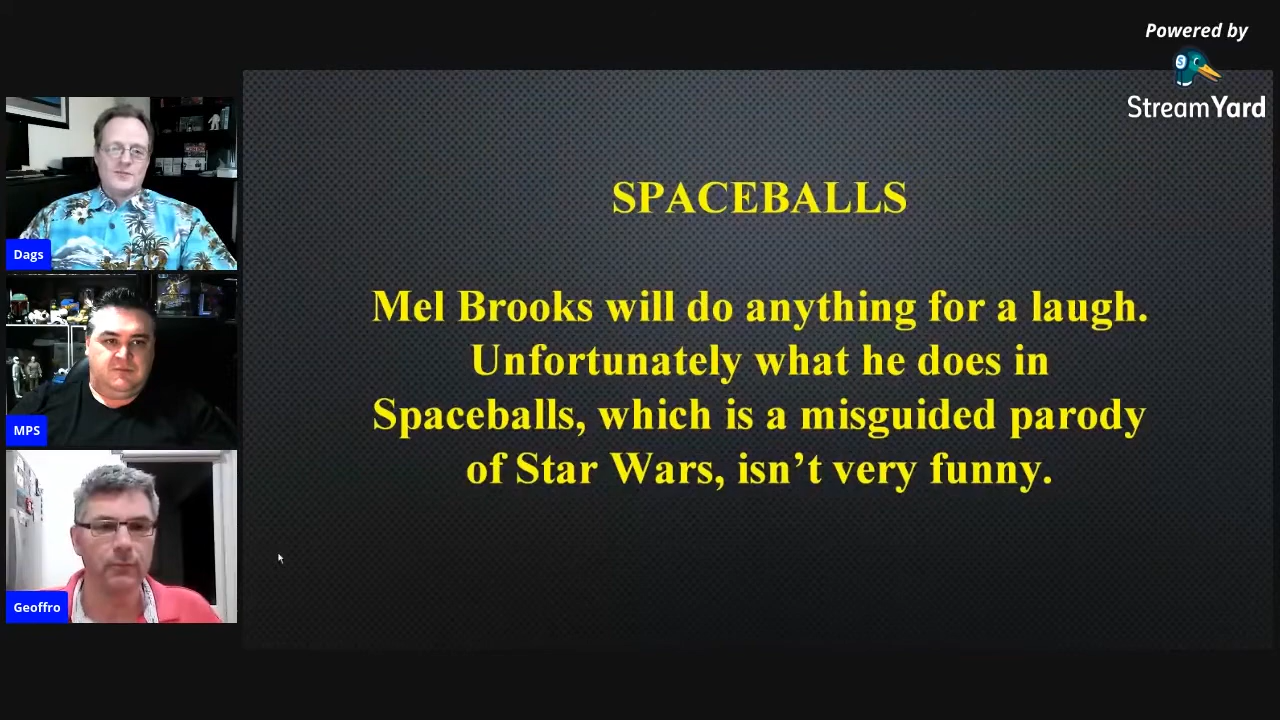 Powered by
StreamYard
SPACEBALLS
Mel Brooks will do anything for a laugh.
Unfortunately what he does in
Spaceballs, which is a misguided parody
of Star Wars, isn’t very funny.
Dags
MPS
Geoffro